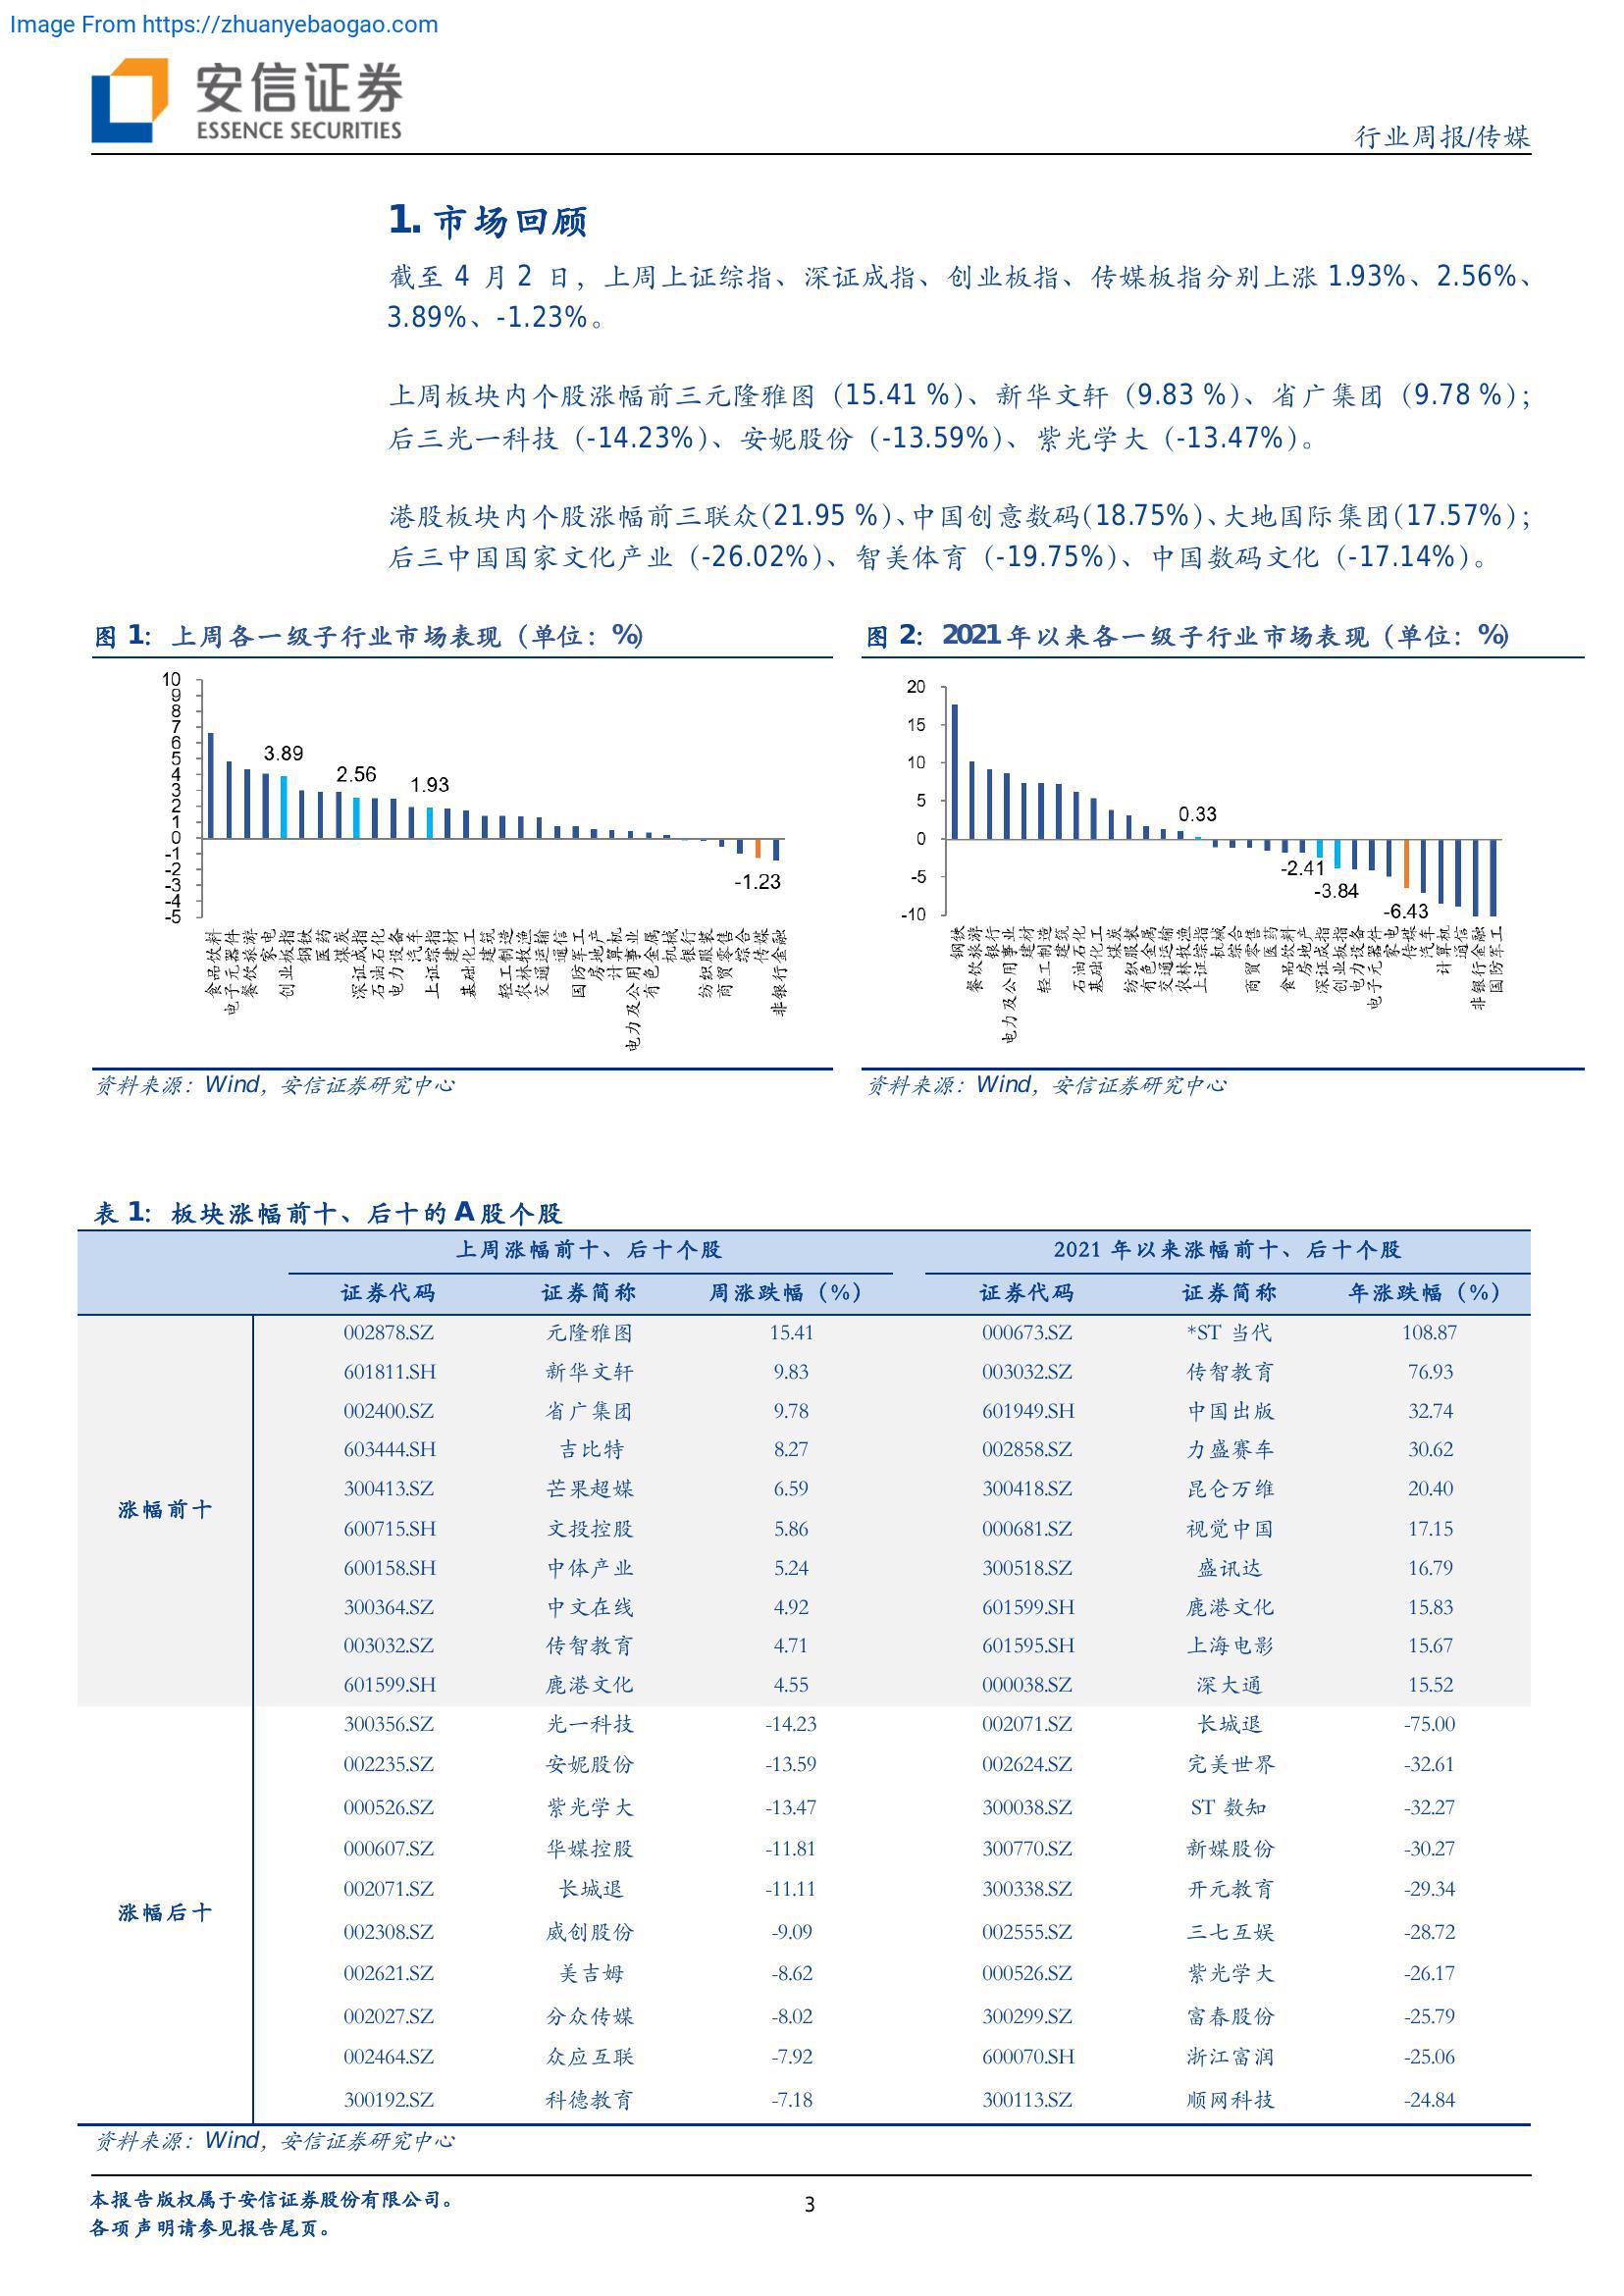 Image From https://zhuanyebaogao.com
安信证券
ESSENCE SECURITIES
行业周报/传媒
1. 市场回顾
截至 4 月 2 日，上周上证综指、深证成指、创业板指、传媒板指分别上涨 1.93%、2.56%、
3.89%、-1.23%。
上周板块内个股涨幅前三元隆雅图（15.41 %）、新华文轩（9.83 %）、省广集团（9.78 %）；
后三光一科技（-14.23%）、安妮股份（-13.59%）、紫光学大（-13.47%）。
港股板块内个股涨幅前三联众(21.95 %)、中国创意数码(18.75%)、大地国际集团(17.57%)；
后三中国国家文化产业（-26.02%）、智美体育（-19.75%）、中国数码文化（-17.14%）。
图 1：上周各一级子行业市场表现（单位：%）
10
9
8
7
6
5
4
3
2
1
0
-1
-2
-3
-4
-5
3.89
2.56
1.93
-1.23
食品饮料
电子元器件
餐饮旅游
家电
创业板指
钢铁
医药
煤炭
深证成指
石油石化
电力设备
汽车
上证综指
建材
基础化工
建筑
轻工制造
农林牧渔
交通运输
通信
国防军工
房地产
计算机
电力及公用事业
有色金属
机械
银行
纺织服装
商贸零售
综合
传媒
非银行金融
资料来源：Wind，安信证券研究中心
图 2：2021 年以来各一级子行业市场表现（单位：%）
20
15
10
5
0
-5
-10
0.33
-2.41
-3.84
-6.43
钢铁
餐饮旅游
银行
电力及公用事业
建材
轻工制造
建筑
石油石化
基础化工
煤炭
纺织服装
有色金属
交通运输
农林牧渔
上证综指
机械
综合
商贸零售
医药
食品饮料
房地产
深证成指
创业板指
电力设备
电子元器件
家电
传媒
汽车
计算机
通信
非银行金融
国防军工
资料来源：Wind，安信证券研究中心
表 1：板块涨幅前十、后十的 A 股个股
上周涨幅前十、后十个股 2021 年以来涨幅前十、后十个股
证券代码 证券简称 周涨跌幅（%） 证券代码 证券简称 年涨跌幅（%）
002878.SZ 元隆雅图 15.41 000673.SZ *ST 当代 108.87
601811.SH 新华文轩 9.83 003032.SZ 传智教育 76.93
002400.SZ 省广集团 9.78 601949.SH 中国出版 32.74
603444.SH 吉比特 8.27 002858.SZ 力盛赛车 30.62
300413.SZ 芒果超媒 6.59 300418.SZ 昆仑万维 20.40
涨幅前十
600715.SH 文投控股 5.86 000681.SZ 视觉中国 17.15
600158.SH 中体产业 5.24 300518.SZ 盛讯达 16.79
300364.SZ 中文在线 4.92 601599.SH 鹿港文化 15.83
003032.SZ 传智教育 4.71 601595.SH 上海电影 15.67
601599.SH 鹿港文化 4.55 000038.SZ 深大通 15.52
300356.SZ 光一科技 -14.23 002071.SZ 长城退 -75.00
002235.SZ 安妮股份 -13.59 002624.SZ 完美世界 -32.61
000526.SZ 紫光学大 -13.47 300038.SZ ST 数知 -32.27
000607.SZ 华媒控股 -11.81 300770.SZ 新媒股份 -30.27
002071.SZ 长城退 -11.11 300338.SZ 开元教育 -29.34
涨幅后十
002308.SZ 威创股份 -9.09 002555.SZ 三七互娱 -28.72
002621.SZ 美吉姆 -8.62 000526.SZ 紫光学大 -26.17
002027.SZ 分众传媒 -8.02 300299.SZ 富春股份 -25.79
002464.SZ 众应互联 -7.92 600070.SH 浙江富润 -25.06
300192.SZ 科德教育 -7.18 300113.SZ 顺网科技 -24.84
资料来源：Wind，安信证券研究中心
本报告版权属于安信证券股份有限公司。
各项声明请参见报告尾页。
3